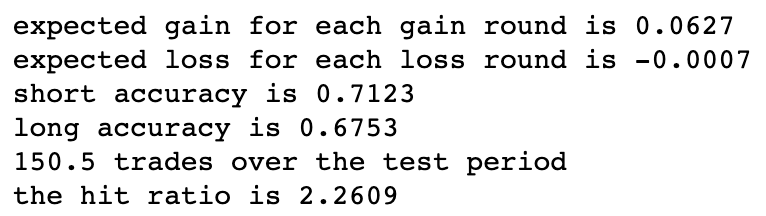 expected gain for each gain round is 0.0627
expected loss for each loss round is -0.0007
short accuracy is 0.7123
long accuracy is 0.6753
150.5 trades over the test period
the hit ratio is 2.2609